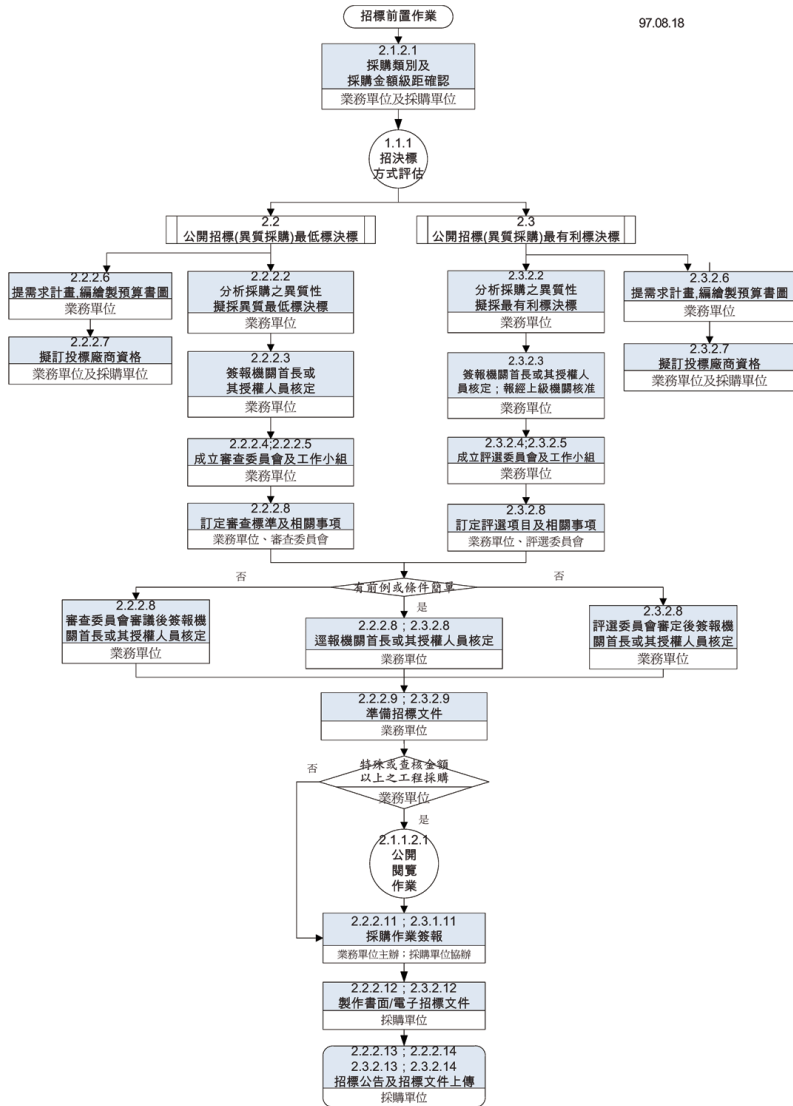 招標前置作業
97.08.18
2.1.2.1
採購類別及
採購金額級距確認
業務單位及採購單位
1.1.1
招決標
方式評估
2.2
公開招標(異質採購)最低標決標
2.3
公開招標(異質採購)最有利標決標
2.2.2.6
提需求計畫,編繪製預算書圖
業務單位
2.2.2.7
擬訂投標廠商資格
業務單位及採購單位
2.2.2.2
分析採購之異質性
擬採異質最低標決標
業務單位
2.2.2.3
簽報機關首長或
其授權人員核定
業務單位
2.2.2.4;2.2.2.5
成立審查委員會及工作小組
業務單位
2.2.2.8
訂定審查標準及相關事項
業務單位、審查委員會
2.3.2.2
分析採購之異質性
擬採最有利標決標
業務單位
2.3.2.3
簽報機關首長或其授權人
員核定；報經上級機關核准
業務單位
2.3.2.4;2.3.2.5
成立評選委員會及工作小組
業務單位
2.3.2.8
訂定評選項目及相關事項
業務單位、評選委員會
2.3.2.6
提需求計畫,編繪製預算書圖
業務單位
2.3.2.7
擬訂投標廠商資格
業務單位及採購單位
有前例或條件簡單
否
是
否
2.2.2.8
審查委員會審議後簽報機
關首長或其授權人員核定
業務單位
2.2.2.8；2.3.2.8
逕報機關首長或其授權人員核定
業務單位
2.3.2.8
評選委員會審定後簽報機
關首長或其授權人員核定
業務單位
2.2.2.9；2.3.2.9
準備招標文件
業務單位
特殊或查核金額
以上之工程採購
業務單位
否
是
2.1.1.2.1
公開
閱覽
作業
2.2.2.11；2.3.1.11
採購作業簽報
業務單位主辦；採購單位協辦
2.2.2.12；2.3.2.12
製作書面/電子招標文件
採購單位
2.2.2.13；2.2.2.14
2.3.2.13；2.3.2.14
招標公告及招標文件上傳
採購單位